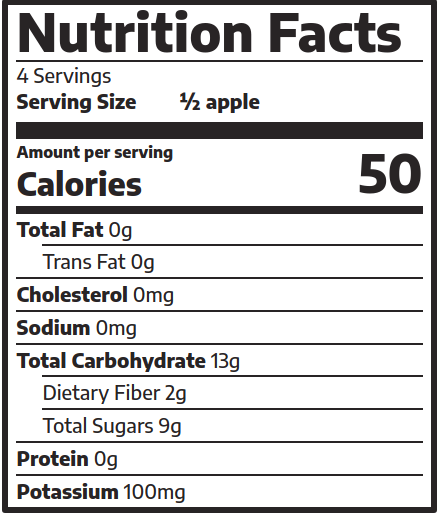 Nutrition Facts
4 Servings
Serving Size ½ apple
Amount per serving
Calories 50
Total Fat 0g
Trans Fat 0g
Cholesterol 0mg
Sodium 0mg
Total Carbohydrate 13g
Dietary Fiber 2g
Total Sugars 9g
Protein 0g
Potassium 100mg